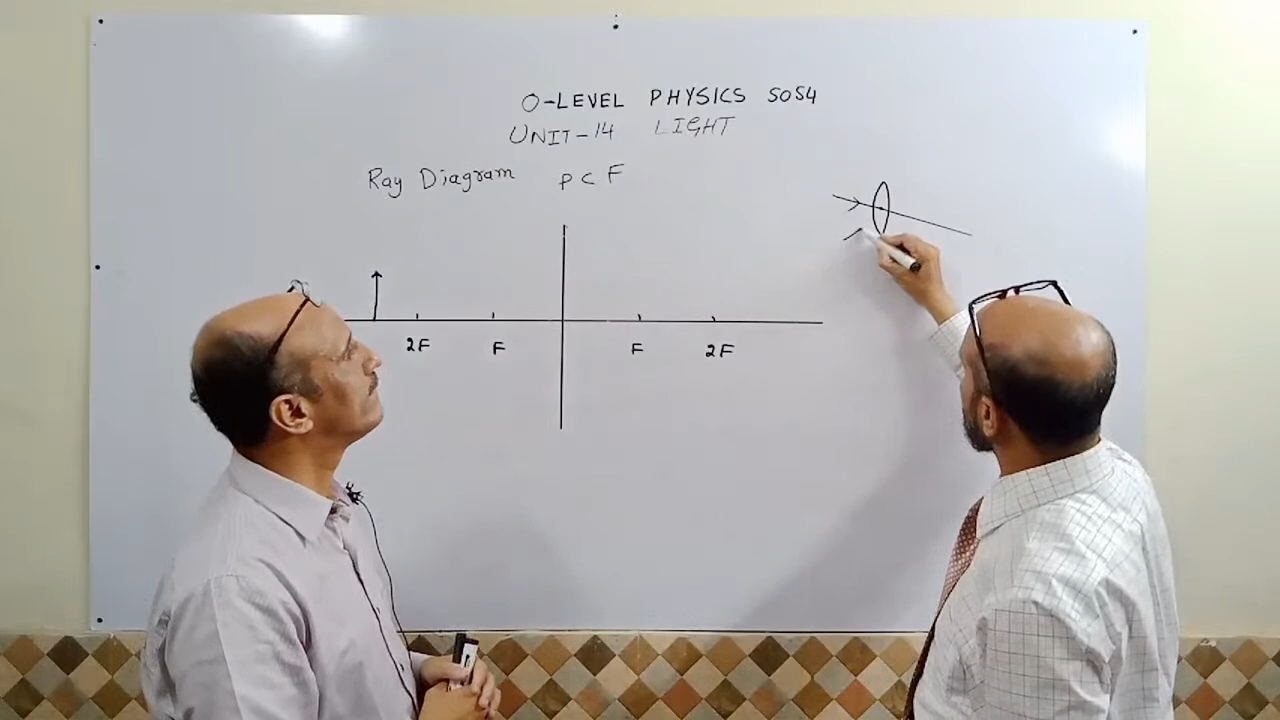 O-LEVEL PHYSICS 5054
UNIT-14 LIGHT
Ray Diagram P C F
2F F F 2F